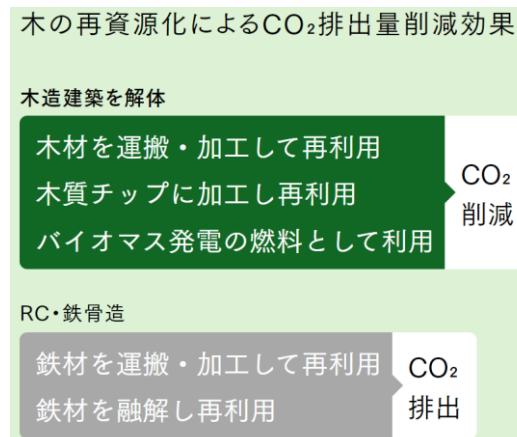 木の再資源化によるCO₂排出量削減効果
木造建築を解体
木材を運搬・加工して再利用
木質チップに加工し再利用
バイオマス発電の燃料として利用
CO₂
削減
RC・鉄骨造
鉄材を運搬・加工して再利用
鉄材を融解し再利用
CO₂
排出